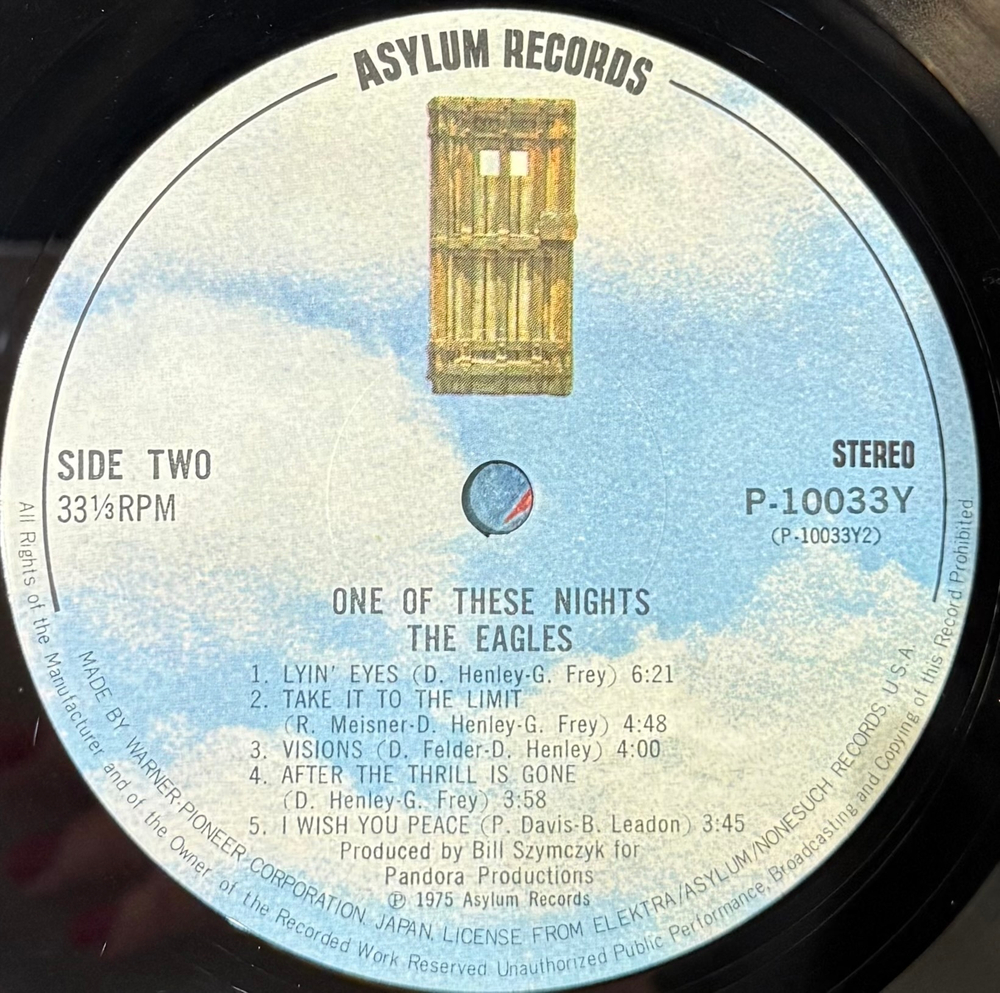 ASYLUM RECORDS
SIDE TWO
33⅓RPM
STEREO
P-10033Y
(P-10033Y2)
ONE OF THESE NIGHTS
THE EAGLES
1. LYIN' EYES (D. Henley-G. Frey) 6:21
2. TAKE IT TO THE LIMIT
(R. Meisner-D. Henley-G. Frey) 4:48
3. VISIONS (D. Felder-D. Henley) 4:00
4. AFTER THE THRILL IS GONE
(D. Henley-G. Frey) 3:58
5. I WISH YOU PEACE (P. Davis-B. Leadon) 3:45
Produced by Bill Szymczyk for
Pandora Productions
℗ 1975 Asylum Records
MADE BY WARNER-PIONEER CORPORATION, JAPAN, LICENSE FROM ELEKTRA/ASYLUM/NONESUCH RECORDS, U.S.A.
All Rights of the Manufacturer and of the Owner of the Recorded Work Reserved Unauthorized Public Performance, Broadcasting and Copying of this Record Prohibited